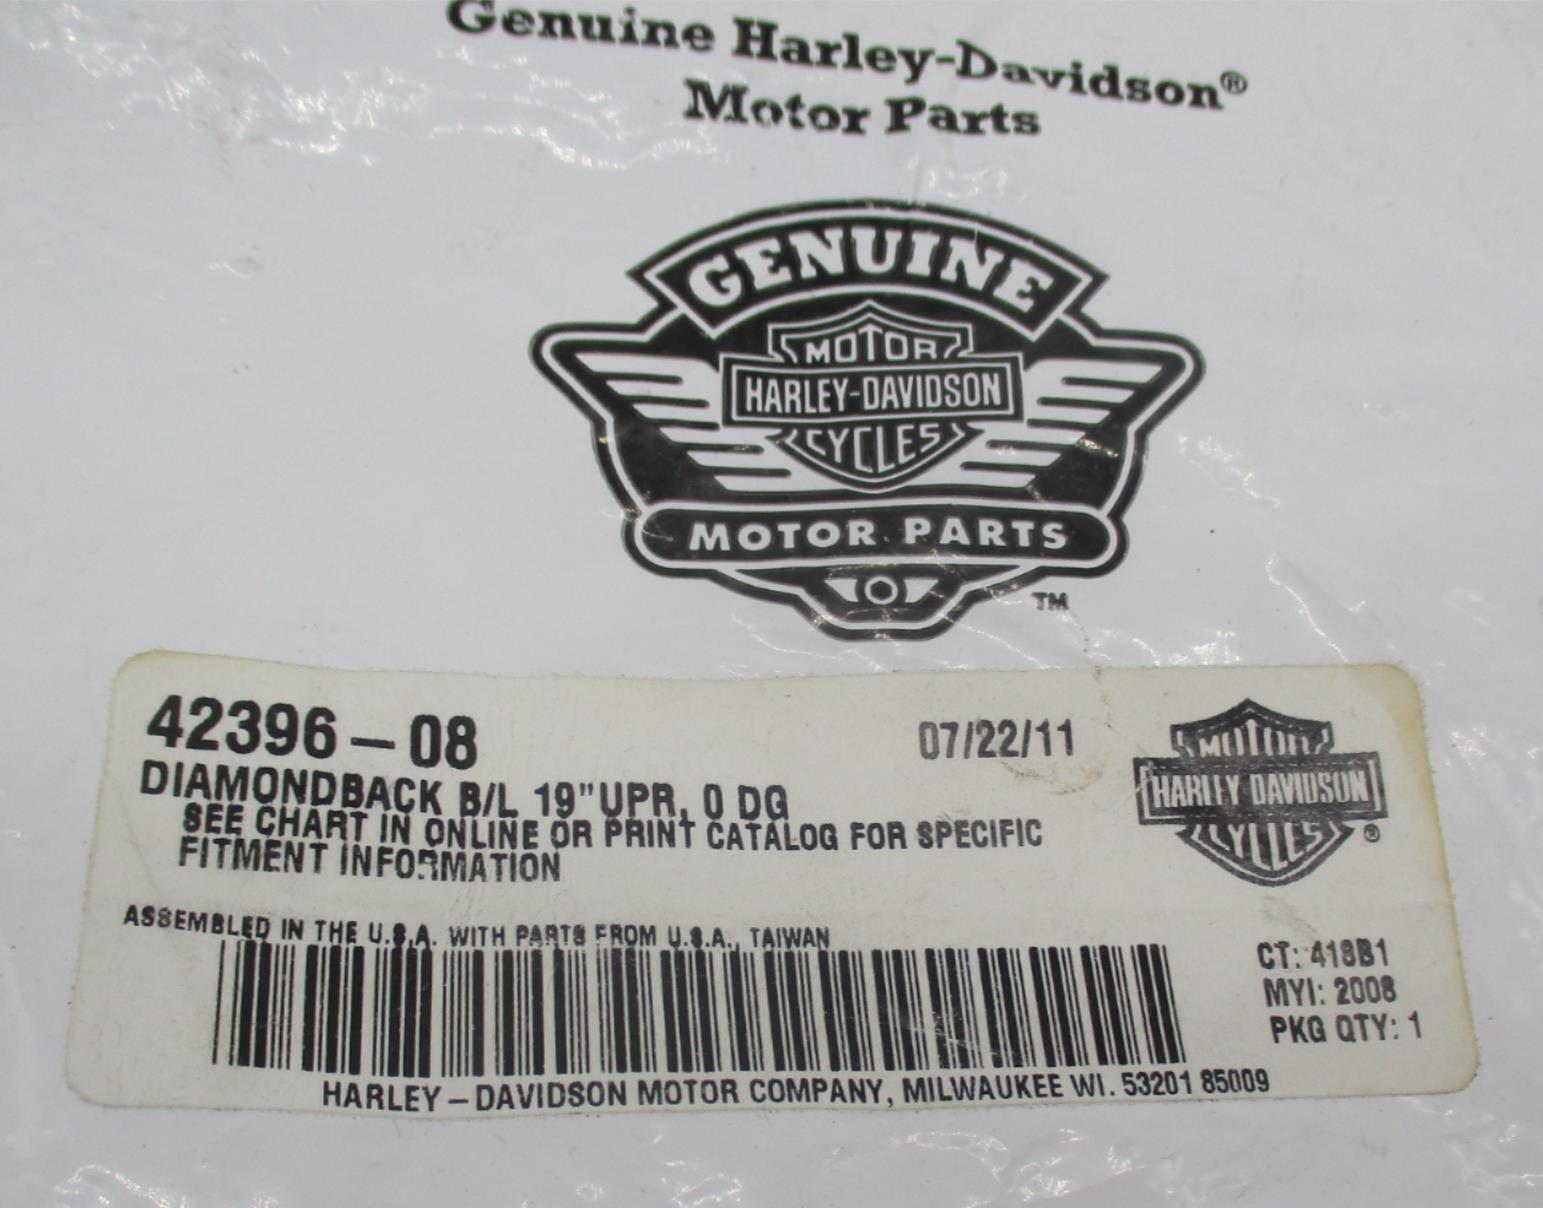 Genuine Harley-Davidson®
Motor Parts
GENUINE
MOTOR
HARLEY-DAVIDSON
CYCLES
MOTOR PARTS
TM
42396-08
07/22/11
DIAMONDBACK B/L 19"UPR, 0 DG
SEE CHART IN ONLINE OR PRINT CATALOG FOR SPECIFIC
FITMENT INFORMATION
MOTOR
HARLEY DAVIDSON
CYCLES
®
ASSEMBLED IN THE U.S.A. WITH PARTS FROM U.S.A., TAIWAN
CT: 418B1
MYI: 2008
PKG QTY: 1
HARLEY-DAVIDSON MOTOR COMPANY, MILWAUKEE WI. 53201 85009